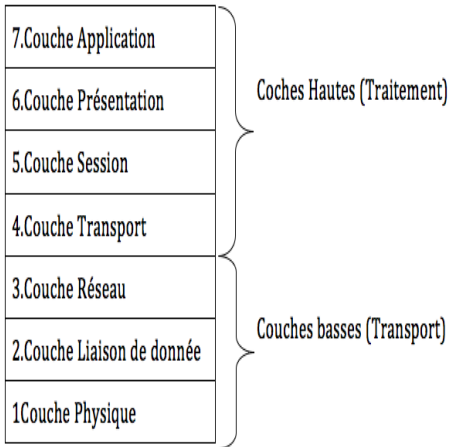 7.Couche Application
Coches Hautes (Traitement)
6.Couche Présentation
5.Couche Session
4.Couche Transport
3.Couche Réseau
Couches basses (Transport)
2.Couche Liaison de donnée
1Couche Physique